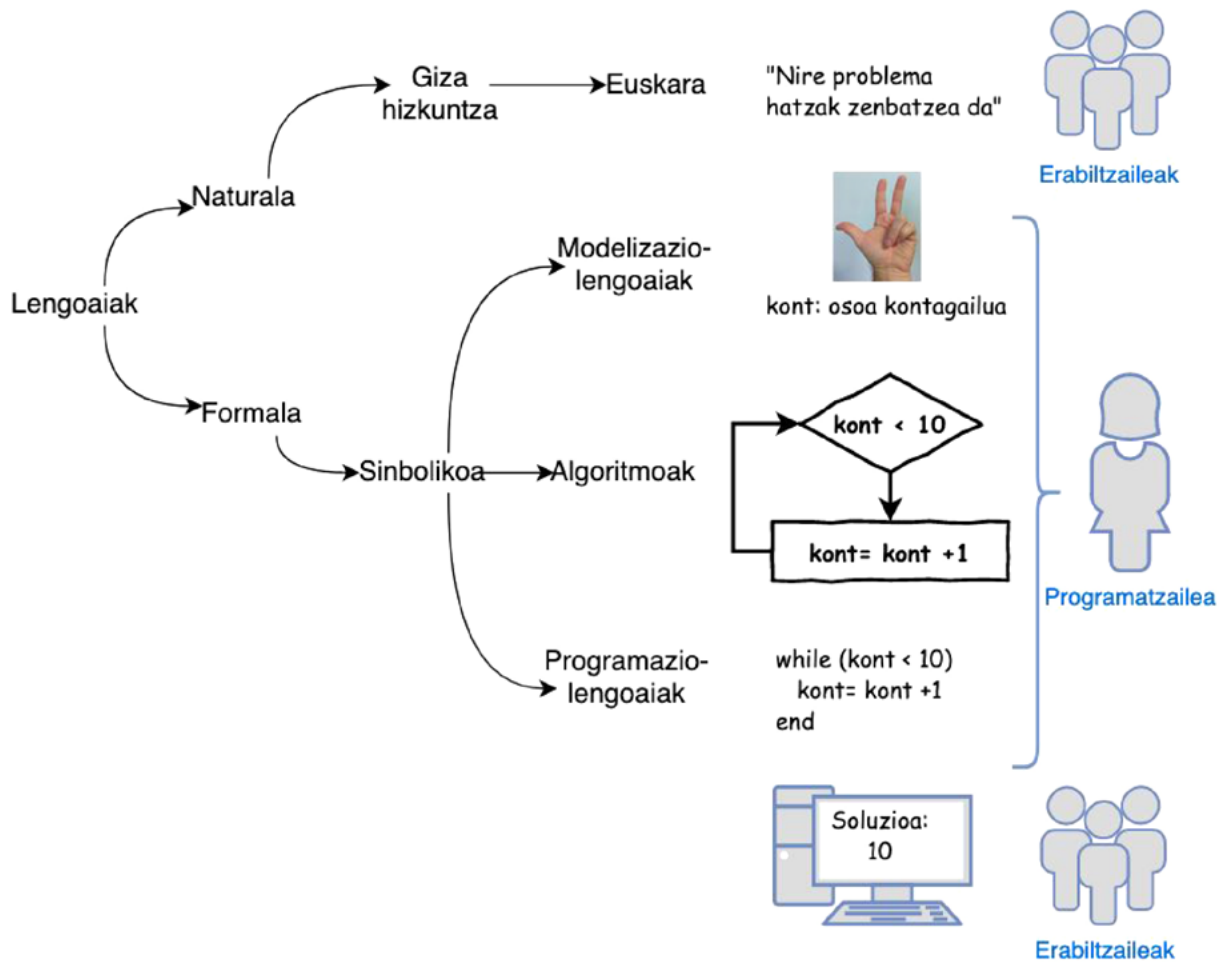 Giza
hizkuntza
Euskara
"Nire problema
hatzak zenbatzea da"
Erabiltzaileak
Naturala
Modelizazio-
lengoaiak
Lengoaiak
kont: osoa kontagailua
Formala
kont < 10
Sinbolikoa
Algoritmoak
kont= kont +1
Programatzailea
Programazio-
lengoaiak
while (kont < 10)
kont= kont +1
end
Soluzioa:
10
Erabiltzaileak